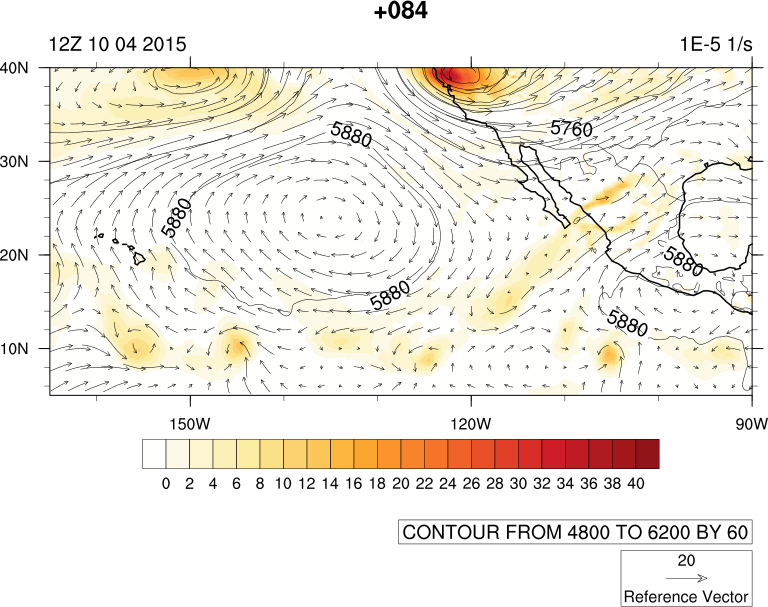 +084
12Z 10 04 2015 1E-5 1/s
40N
5880 5760
30N
5880
20N 5880
5880
5880
10N
150W 120W 90W
0 2 4 6 8 10 12 14 16 18 20 22 24 26 28 30 32 34 36 38 40
CONTOUR FROM 4800 TO 6200 BY 60
20
Reference Vector